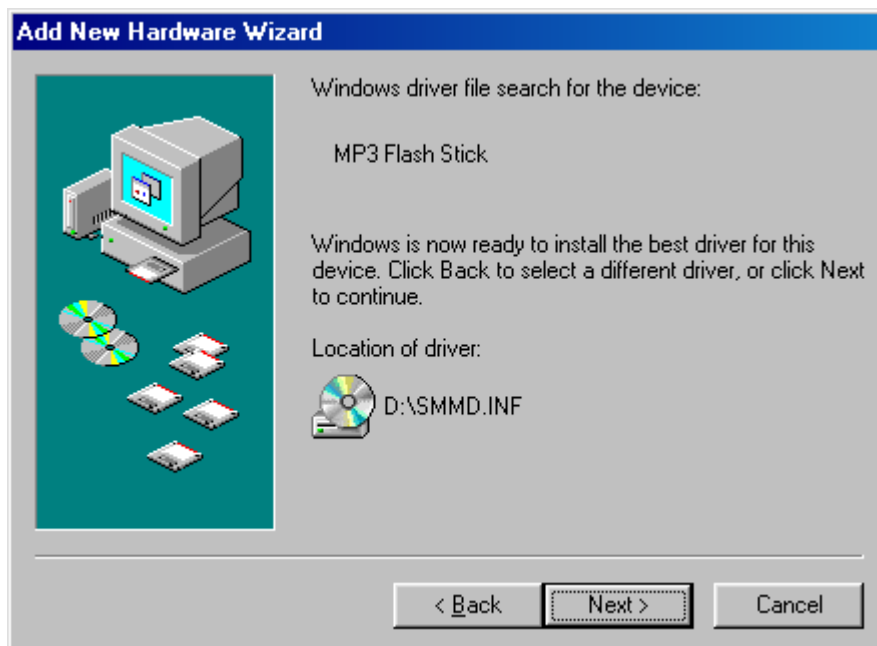 Add New Hardware Wizard
Windows driver file search for the device:
MP3 Flash Stick
Windows is now ready to install the best driver for this
device. Click Back to select a different driver, or click Next
to continue.
Location of driver:
D:\SMMD.INF
< Back
Next >
Cancel